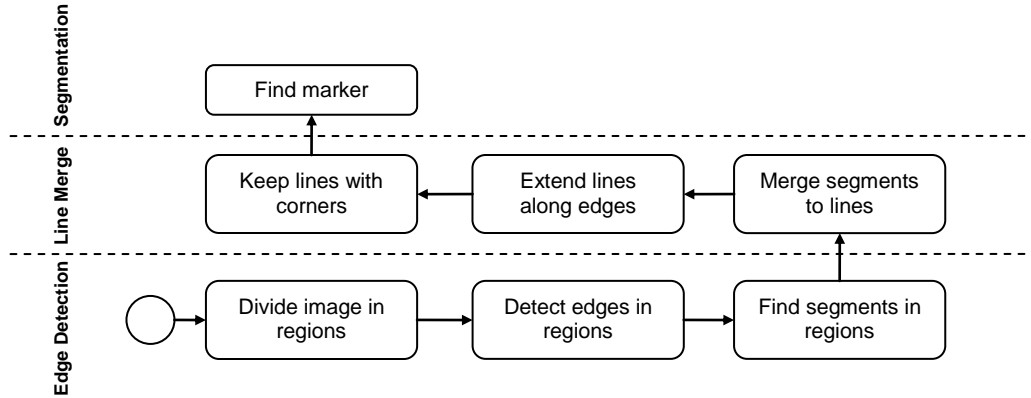 Segmentation
Find marker
Line Merge
Keep lines with
corners
Extend lines
along edges
Merge segments
to lines
Edge Detection
Divide image in
regions
Detect edges in
regions
Find segments in
regions